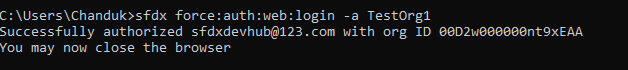 C:\Users\Chanduk>sfdx force:auth:web:login -a TestOrg1
Successfully authorized sfdxdevhub@123.com with org ID 00D2w000000nt9xEAA
You may now close the browser